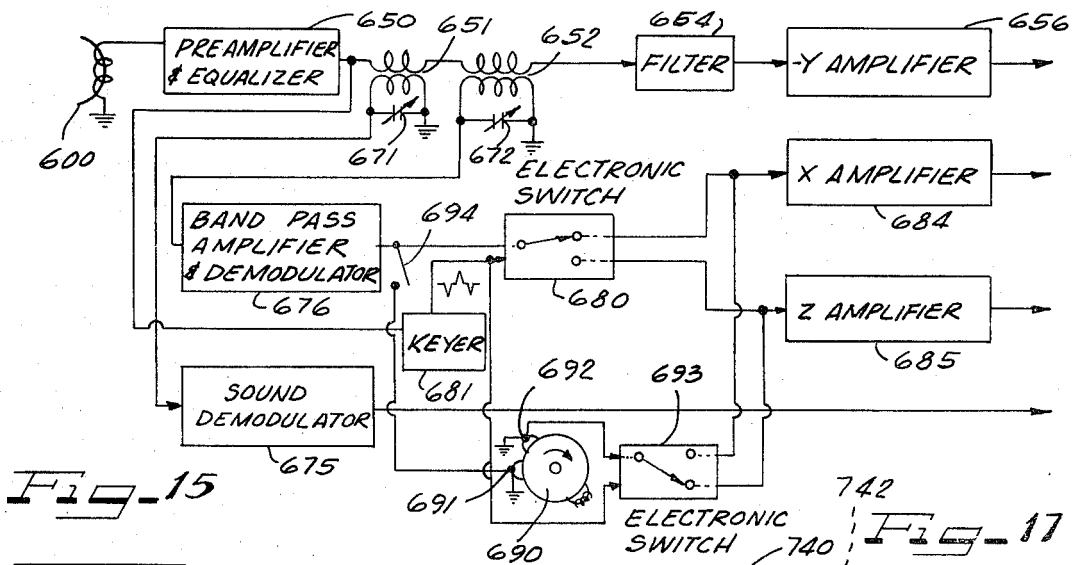 650
651
652
654
656
PREAMPLIFIER
& EQUALIZER
FILTER
-Y AMPLIFIER
600
671
672
ELECTRONIC
SWITCH
X AMPLIFIER
684
BAND PASS
AMPLIFIER
& DEMODULATOR
676
694
680
KEYER
681
Z AMPLIFIER
685
SOUND
DEMODULATOR
675
692
693
691
690
ELECTRONIC
SWITCH
Fig-15
740
742
Fig-17